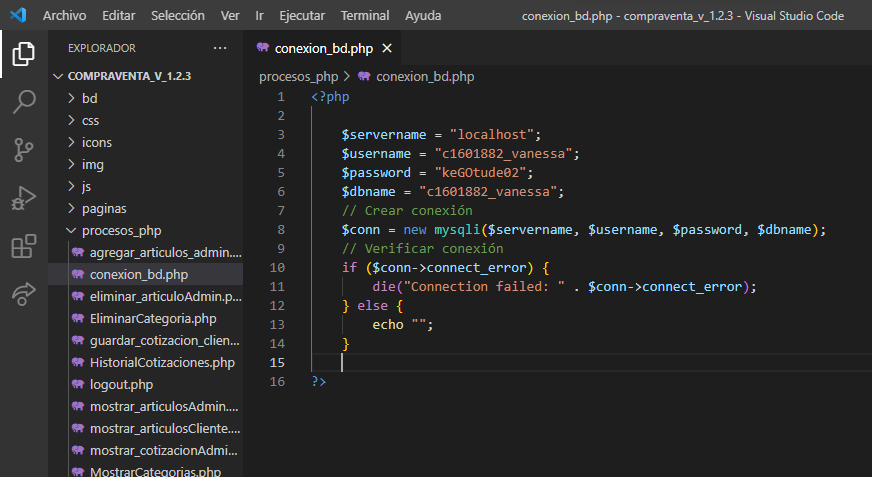 Archivo Editar Selección Ver Ir Ejecutar Terminal Ayuda conexion_bd.php - compraventa_v_1.2.3 - Visual Studio Code
EXPLORADOR ...
COMPRAVENTA_V_1.2.3
bd
css
icons
img
js
paginas
procesos_php
agregar_articulos_admin....
conexion_bd.php
eliminar_articuloAdmin.p...
EliminarCategoria.php
guardar_cotizacion_clien...
HistorialCotizaciones.php
logout.php
mostrar_articulosAdmin....
mostrar_articulosCliente....
mostrar_cotizacionAdmi...
MostrarCategorias.php
conexion_bd.php
procesos_php > conexion_bd.php
1 <?php
2
3 $servername = "localhost";
4 $username = "c1601882_vanessa";
5 $password = "keGOtude02";
6 $dbname = "c1601882_vanessa";
7 // Crear conexión
8 $conn = new mysqli($servername, $username, $password, $dbname);
9 // Verificar conexión
10 if ($conn->connect_error) {
11 die("Connection failed: " . $conn->connect_error);
12 } else {
13 echo "";
14 }
15
16 ?>